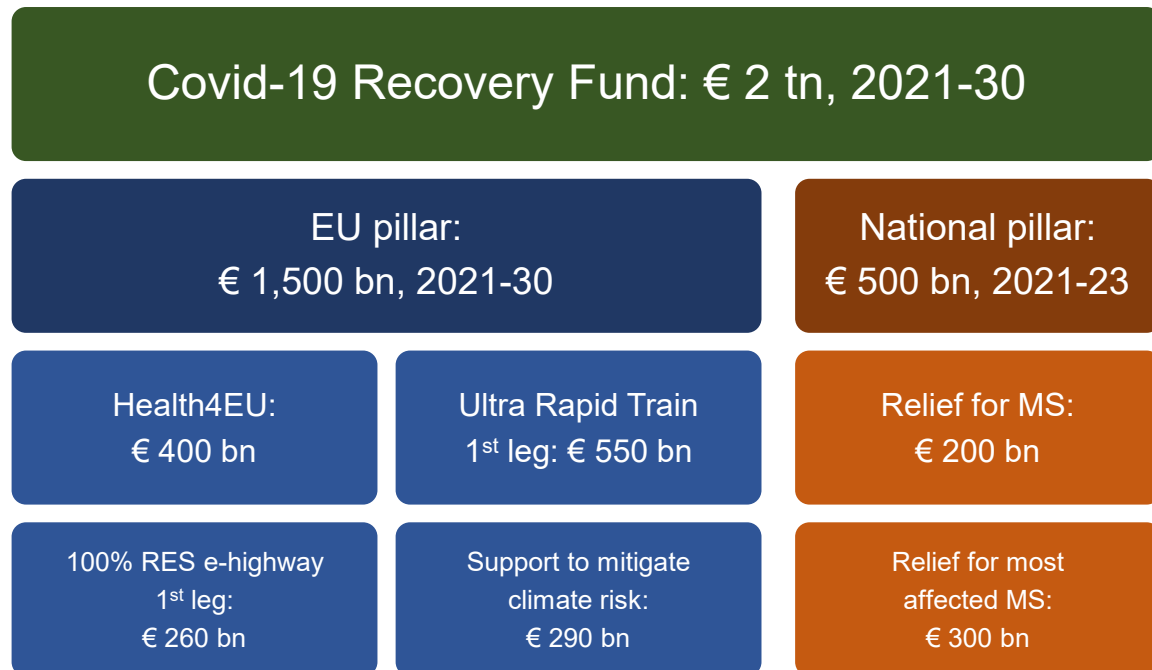 Covid-19 Recovery Fund: € 2 tn, 2021-30
EU pillar:
€ 1,500 bn, 2021-30
National pillar:
€ 500 bn, 2021-23
Health4EU:
€ 400 bn
Ultra Rapid Train
1st leg: € 550 bn
Relief for MS:
€ 200 bn
100% RES e-highway
1st leg:
€ 260 bn
Support to mitigate
climate risk:
€ 290 bn
Relief for most
affected MS:
€ 300 bn